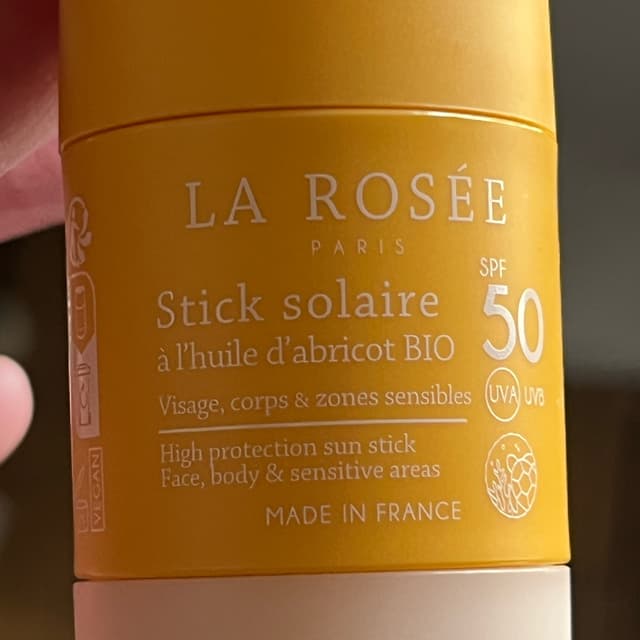 LA ROSÉE
PARIS
SPF
50
Stick solaire
à l'huile d'abricot BIO
UVA UVB
Visage, corps & zones sensibles
High protection sun stick
Face, body & sensitive areas
MADE IN FRANCE
VEGAN